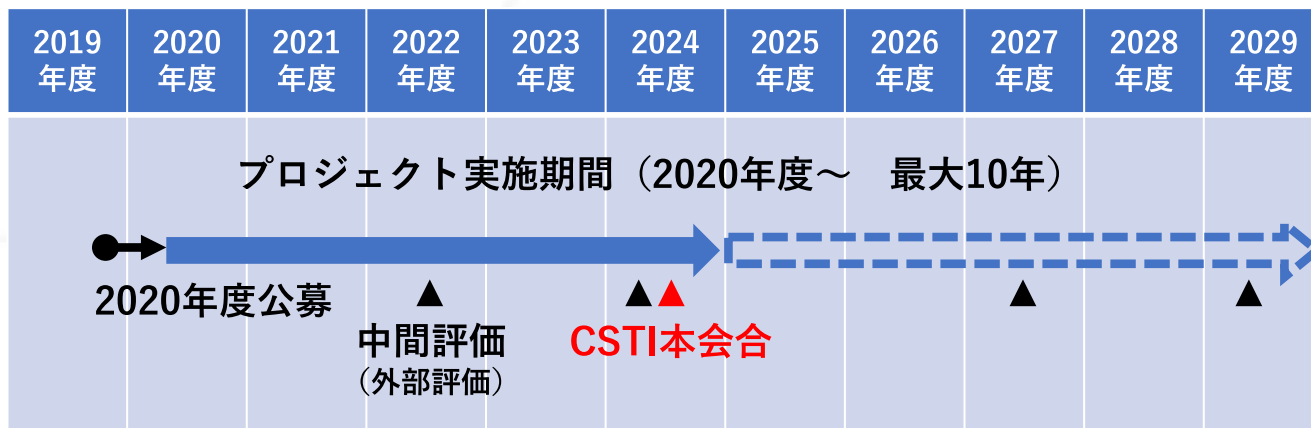 2019 2020 2021 2022 2023 2024 2025 2026 2027 2028 2029
年度 年度 年度 年度 年度 年度 年度 年度 年度 年度 年度
プロジェクト実施期間（2020年度～　最大10年）
2020年度公募
中間評価 CSTI本会合
（外部評価）